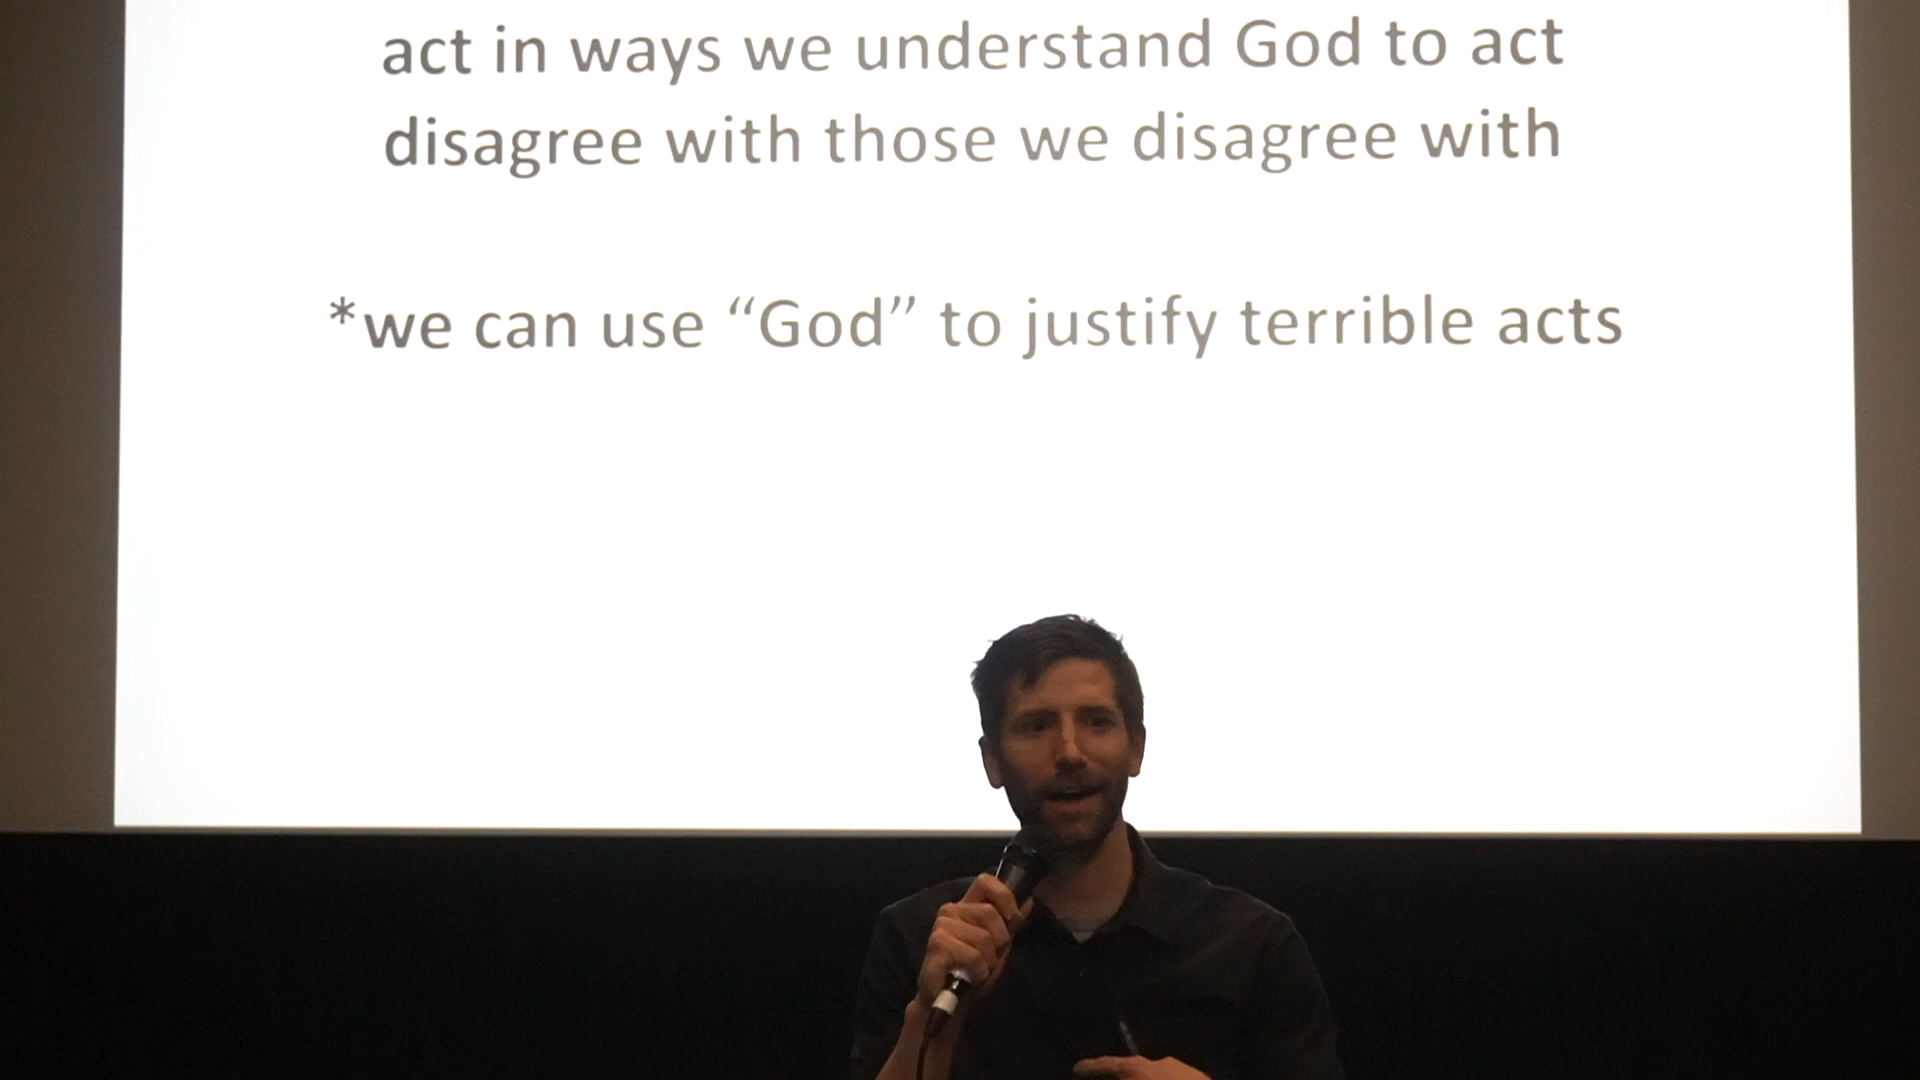 act in ways we understand God to act
disagree with those we disagree with
*we can use “God” to justify terrible acts